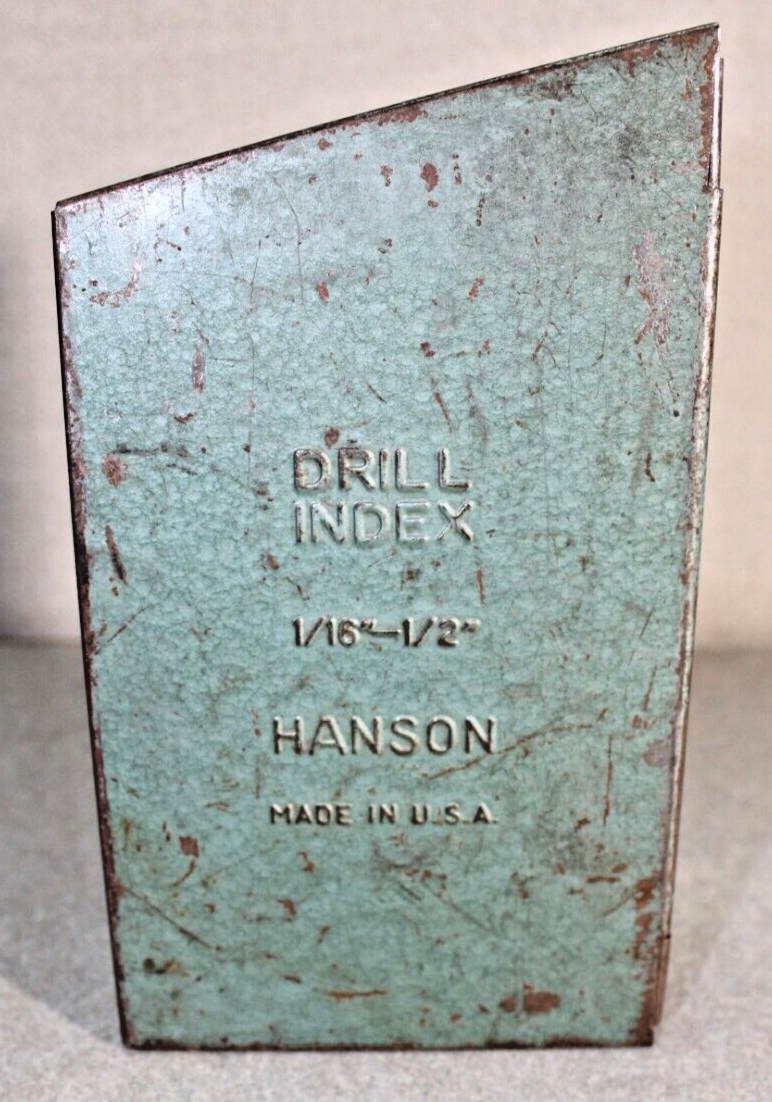 DRILL
INDEX
1/16"–1/2"
HANSON
MADE IN U.S.A.